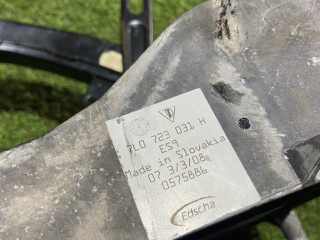 7L0 723 031 H
ES9
Made in Slovakia
07 3/3/08
0575886
Edscha